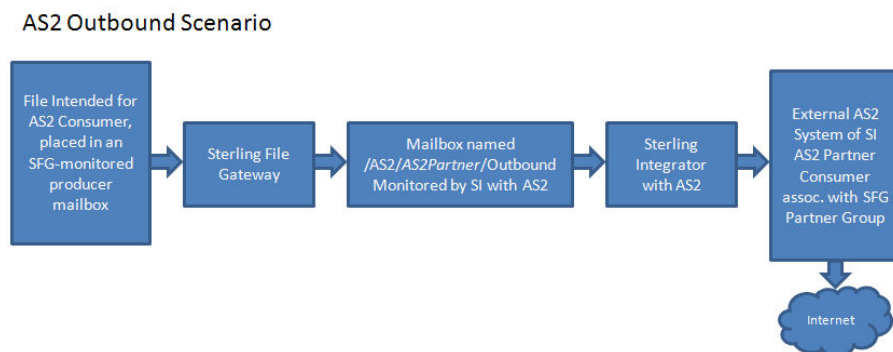 AS2 Outbound Scenario
File Intended for
AS2 Consumer,
placed in an
SFG-monitored
producer
mailbox
Sterling File
Gateway
Mailbox named
/AS2/AS2Partner/Outbound
Monitored by SI with AS2
Sterling
Integrator
with AS2
External AS2
System of SI
AS2 Partner
Consumer
assoc. with SFG
Partner Group
Internet